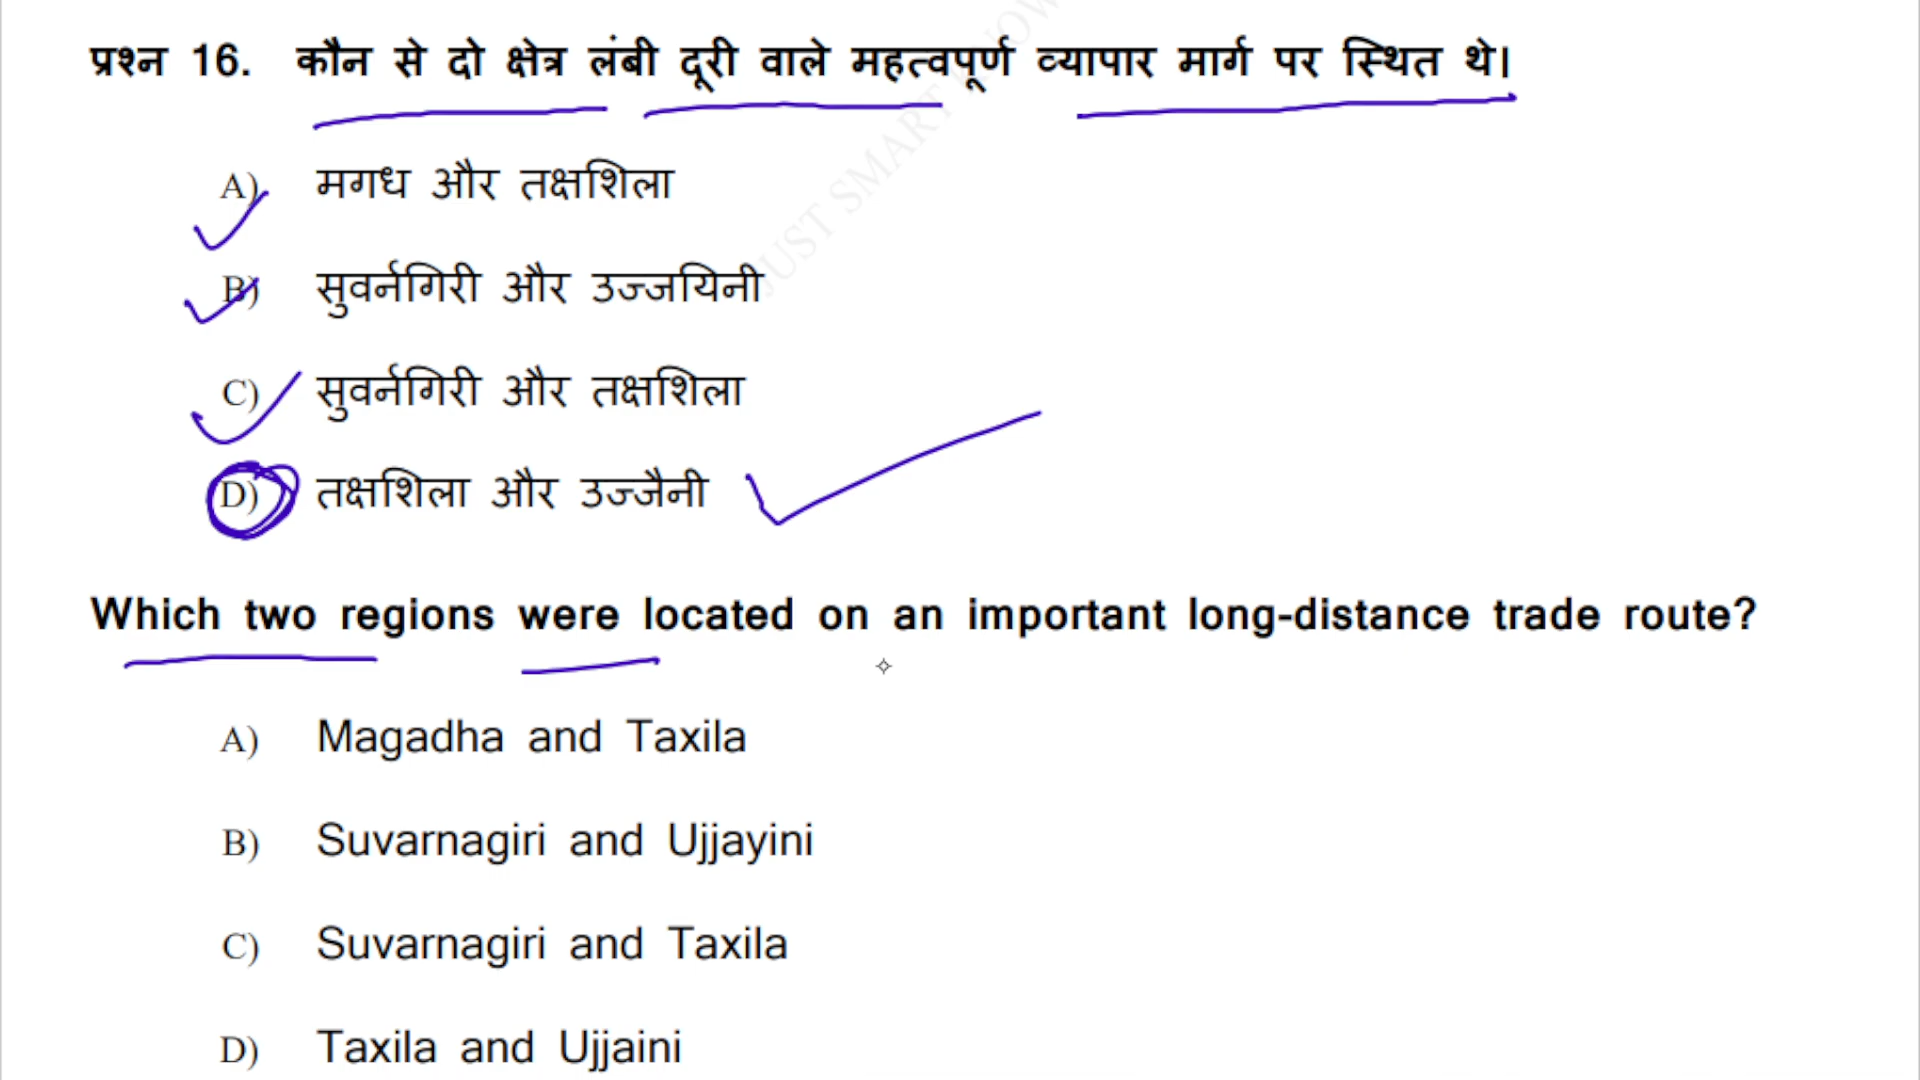 प्रश्न 16. कौन से दो क्षेत्र लंबी दूरी वाले महत्वपूर्ण व्यापार मार्ग पर स्थित थे।
A) मगध और तक्षशिला
B) सुवर्नगिरी और उज्जयिनी
C) सुवर्नगिरी और तक्षशिला
D) तक्षशिला और उज्जैनी
JUST SMART
Which two regions were located on an important long-distance trade route?
A) Magadha and Taxila
B) Suvarnagiri and Ujjayini
C) Suvarnagiri and Taxila
D) Taxila and Ujjaini